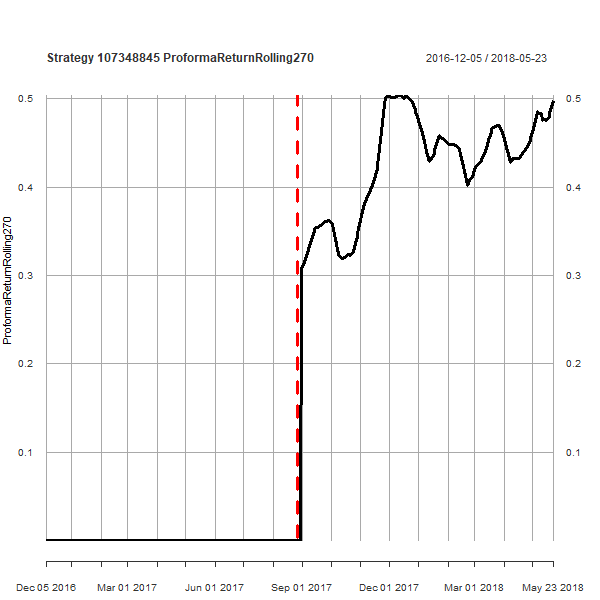 Strategy 107348845 ProformaReturnRolling270
2016-12-05 / 2018-05-23
0.5 0.5
0.4 0.4
0.3 0.3
0.2 0.2
0.1 0.1
ProformaReturnRolling270
Dec 05 2016 Mar 01 2017 Jun 01 2017 Sep 01 2017 Dec 01 2017 Mar 01 2018 May 23 2018